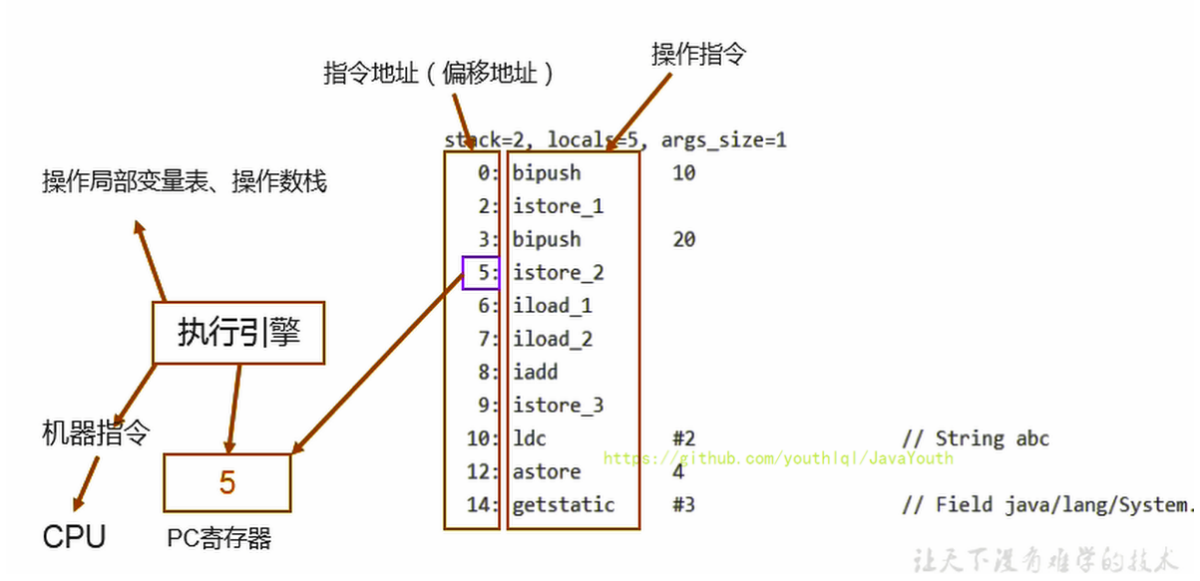 操作指令
指令地址（偏移地址）
stack=2, locals=5, args_size=1
0: bipush 10
操作局部变量表、操作数栈
2: istore_1
3: bipush 20
5: istore_2
6: iload_1
执行引擎
7: iload_2
8: iadd
9: istore_3
机器指令
10: ldc #2 // String abc
https://github.com/youthlql/JavaYouth
12: astore 4
5
14: getstatic #3 // Field java/lang/System.
CPU
PC寄存器
让天下没有难学的技术